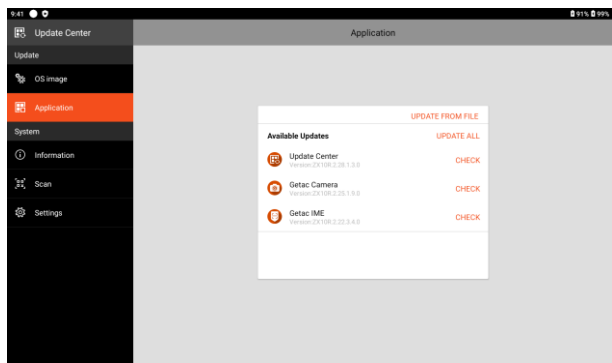 9:41
91% 99%
Update Center
Application
Update
OS image
Application
System
Information
Scan
Settings
UPDATE FROM FILE
Available Updates
UPDATE ALL
Update Center
Version:ZX10R.2.28.1.3.0
CHECK
Getac Camera
Version:ZX10R.2.25.1.9.0
CHECK
Getac IME
Version:ZX10R.2.22.3.4.0
CHECK